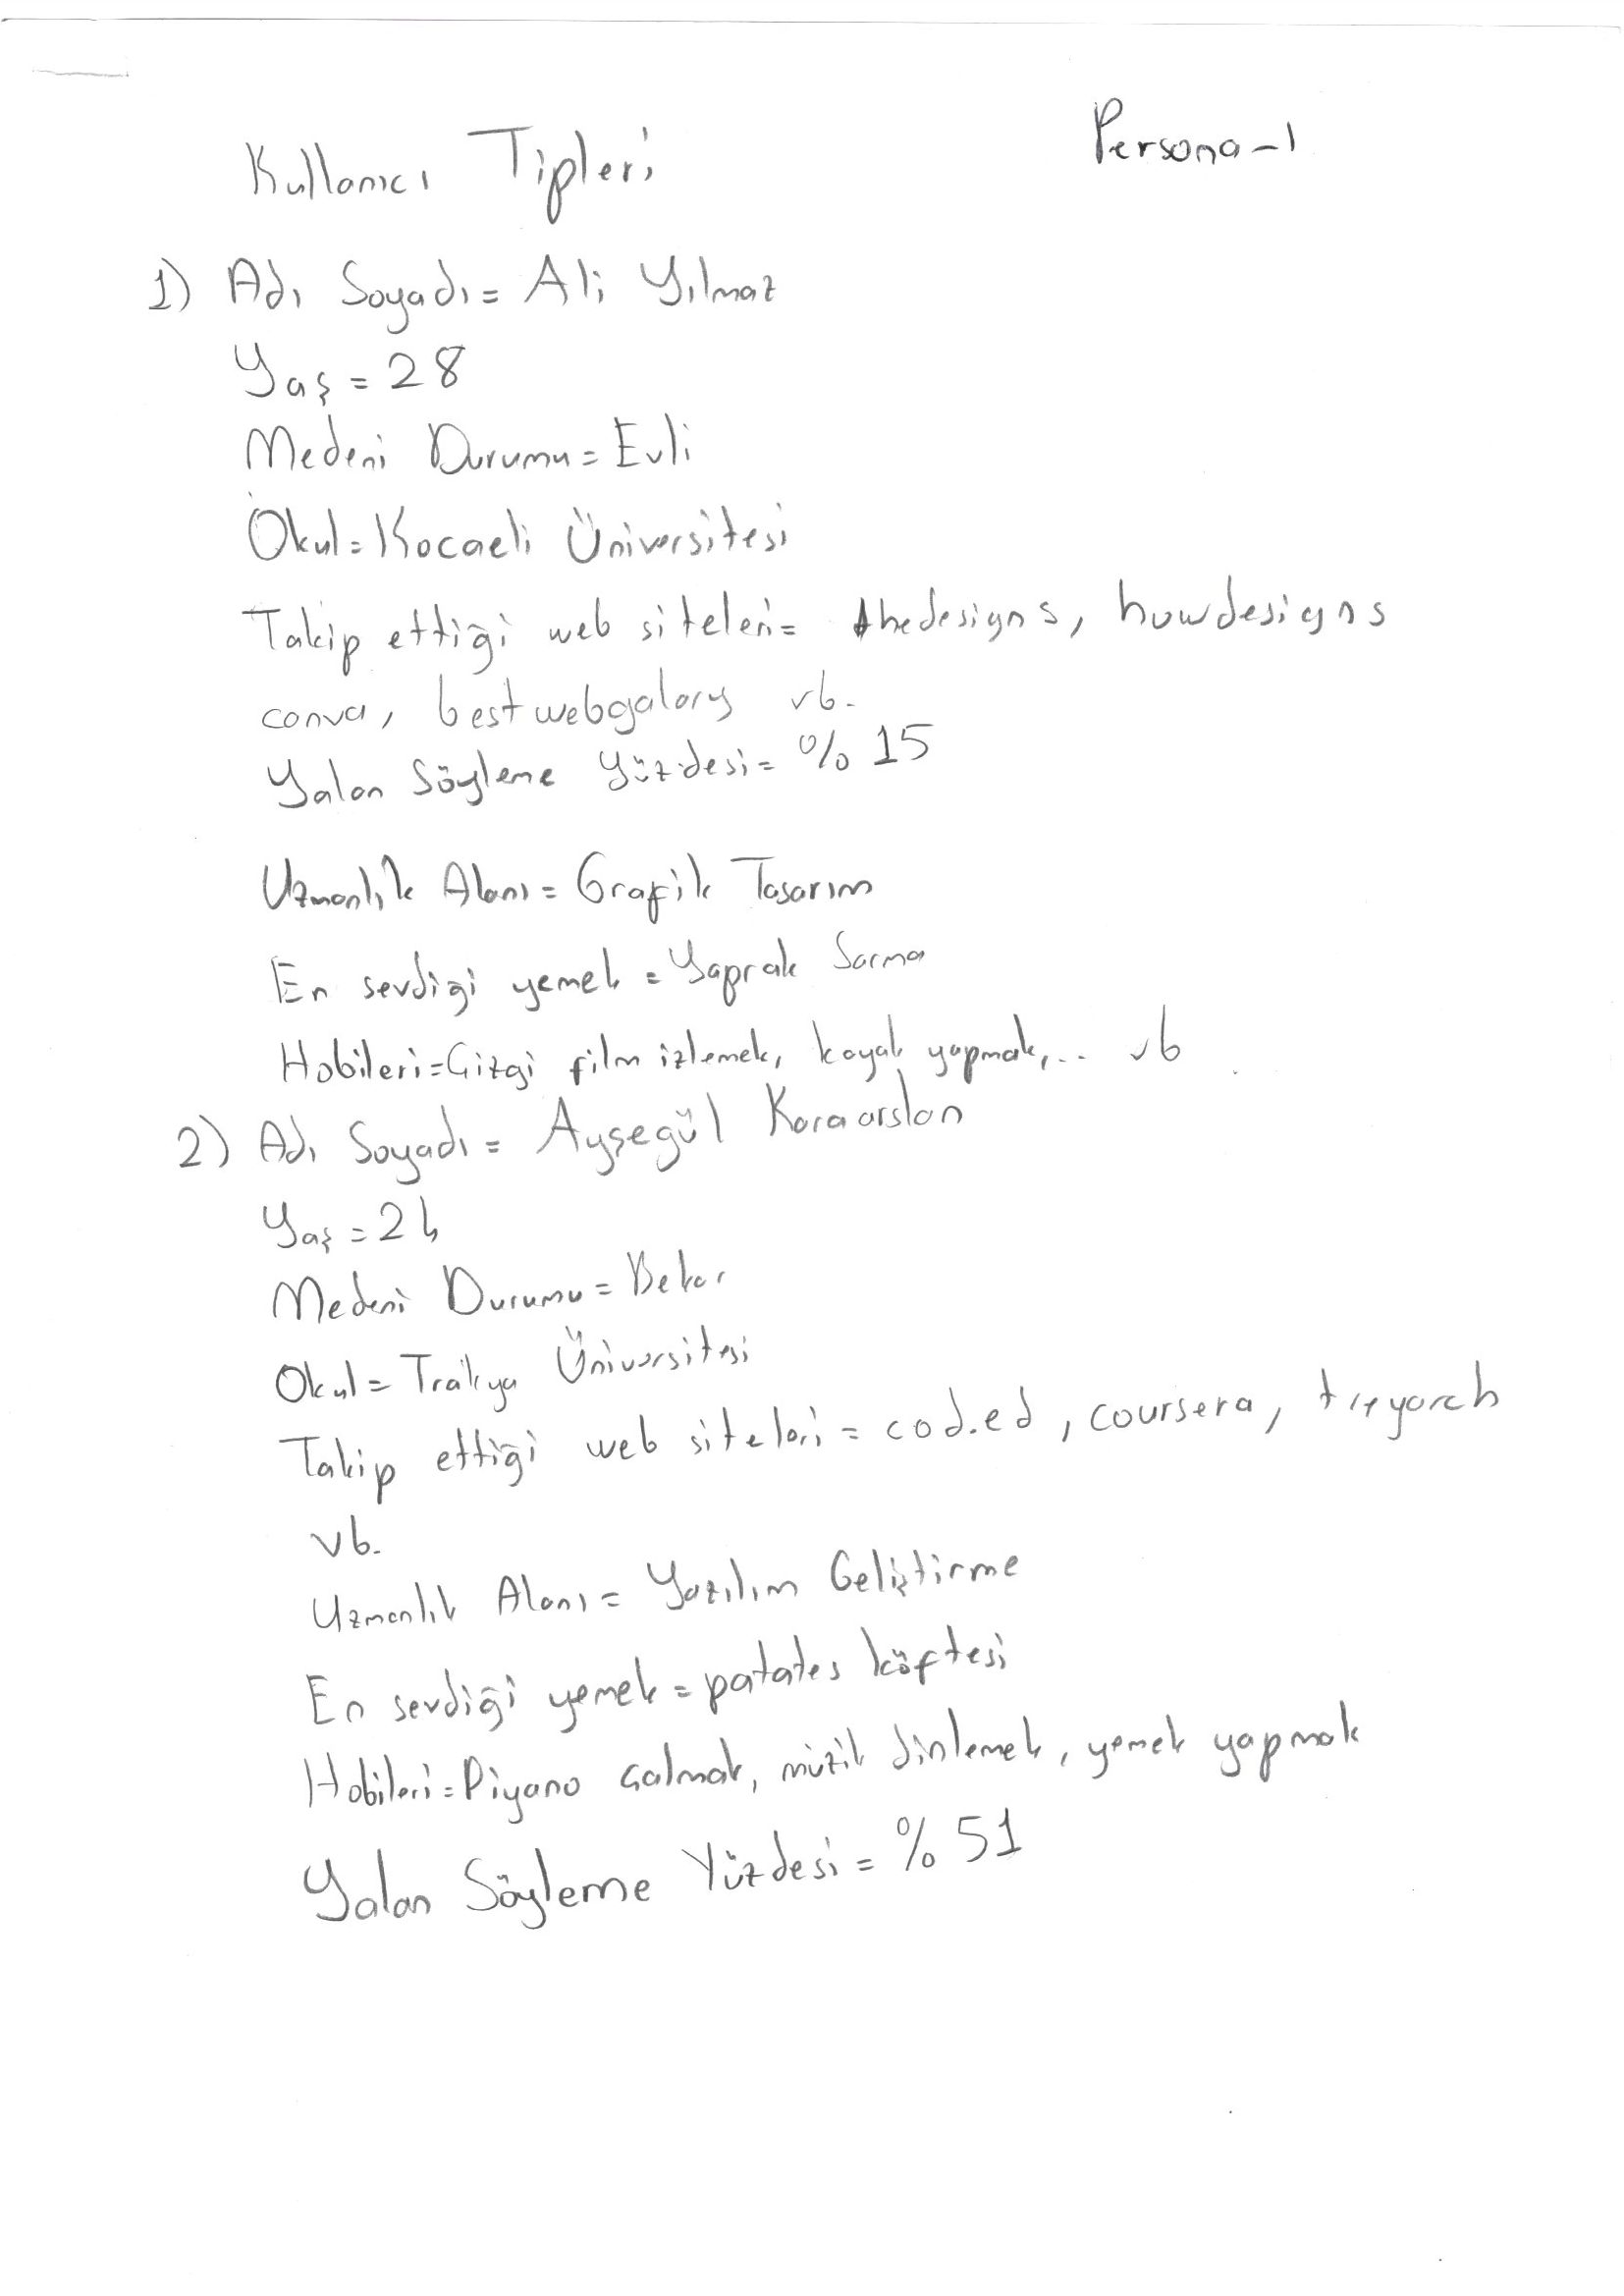 Persona-1
Kullanıcı Tipleri
1) Adı Soyadı = Ali Yılmaz
Yaş = 28
Medeni Durumu = Evli
Okul = Kocaeli Üniversitesi
Takip ettiği web siteleri = thedesigns, howdesigns
canva, bestwebgalary vb.
Yalan Söyleme Yüzdesi = % 15
Uzmanlık Alanı = Grafik Tasarım
En sevdigi yemek = Yaprak Sarma
Hobileri = Çizgi film izlemek, kayak yapmak,... vb
2) Adı Soyadı = Ayşegül Karaarslan
Yaş = 24
Medeni Durumu = Bekar
Okul = Trakya Üniversitesi
Takip ettiği web siteleri = cod.ed, coursera,
vb.
Uzmanlık Alanı = Yazılım Geliştirme
En sevdiği yemek = patates köftesi
Hobileri = Piyano çalmak, müzik dinlemek, yemek yapmak
Yalan Söyleme Yüzdesi = % 51